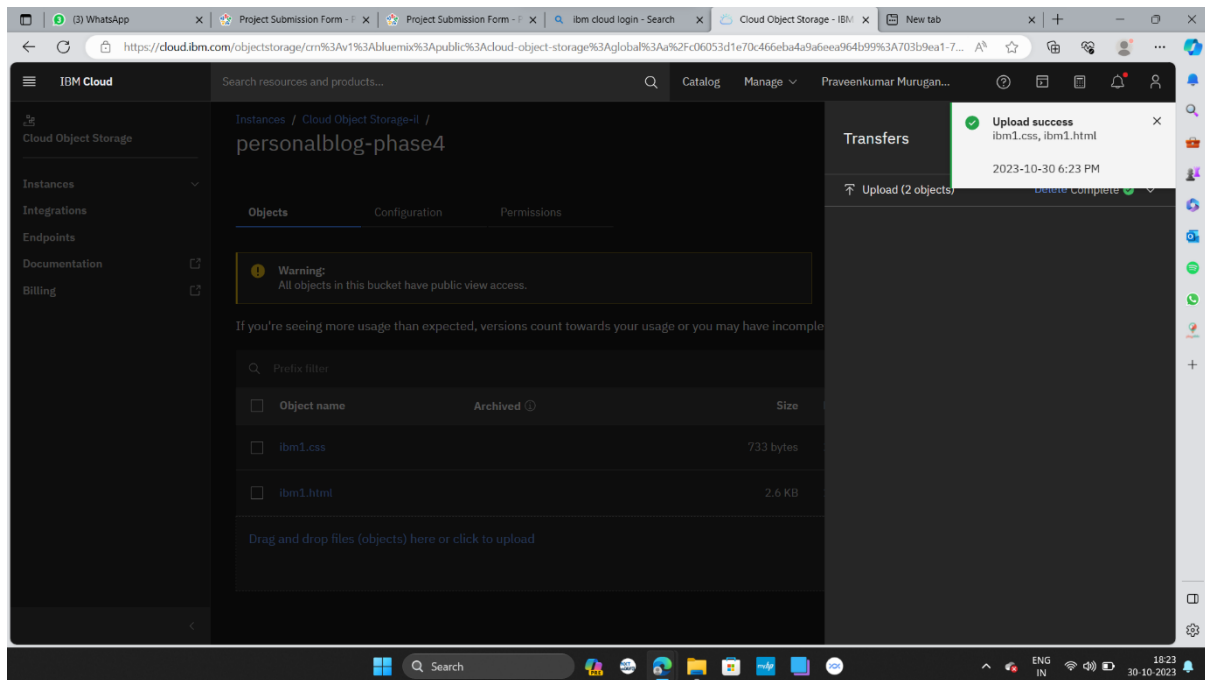 (3) WhatsApp
Project Submission Form - F
Project Submission Form - F
ibm cloud login - Search
Cloud Object Storage - IBM
New tab
https://cloud.ibm.com/objectstorage/crn%3Av1%3Abluemix%3Apublic%3Acloud-object-storage%3Aglobal%3Aa%2Fc06053d1e70c466eba4a9a6eea964b99%3A703b9ea1-7...
IBM Cloud
Search resources and products...
Catalog
Manage
Praveenkumar Murugan...
Cloud Object Storage
Instances
Integrations
Endpoints
Documentation
Billing
Instances / Cloud Object Storage-il /
personalblog-phase4
Objects
Configuration
Permissions
Warning:
All objects in this bucket have public view access.
If you're seeing more usage than expected, versions count towards your usage or you may have incomple
Prefix filter
Object name
Archived
Size
ibm1.css
733 bytes
ibm1.html
2.6 KB
Drag and drop files (objects) here or click to upload
Transfers
Upload success
ibm1.css, ibm1.html
2023-10-30 6:23 PM
Upload (2 objects)
Delete Complete
Search
ENG
IN
18:23
30-10-2023